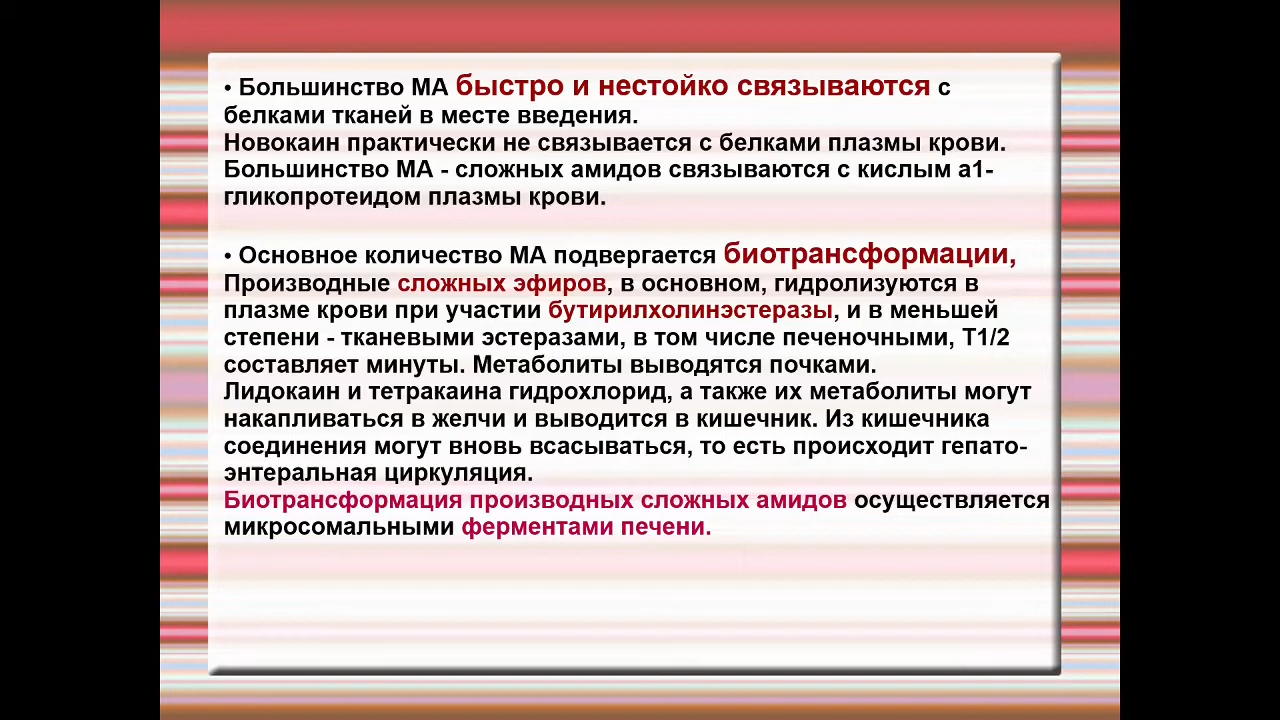 • Большинство МА быстро и нестойко связываются с
белками тканей в месте введения.
Новокаин практически не связывается с белками плазмы крови.
Большинство МА - сложных амидов связываются с кислым а1-
гликопротеидом плазмы крови.
• Основное количество МА подвергается биотрансформации,
Производные сложных эфиров, в основном, гидролизуются в
плазме крови при участии бутирилхолинэстеразы, и в меньшей
степени - тканевыми эстеразами, в том числе печеночными, Т1/2
составляет минуты. Метаболиты выводятся почками.
Лидокаин и тетракаина гидрохлорид, а также их метаболиты могут
накапливаться в желчи и выводится в кишечник. Из кишечника
соединения могут вновь всасываться, то есть происходит гепато-
энтеральная циркуляция.
Биотрансформация производных сложных амидов осуществляется
микросомальными ферментами печени.